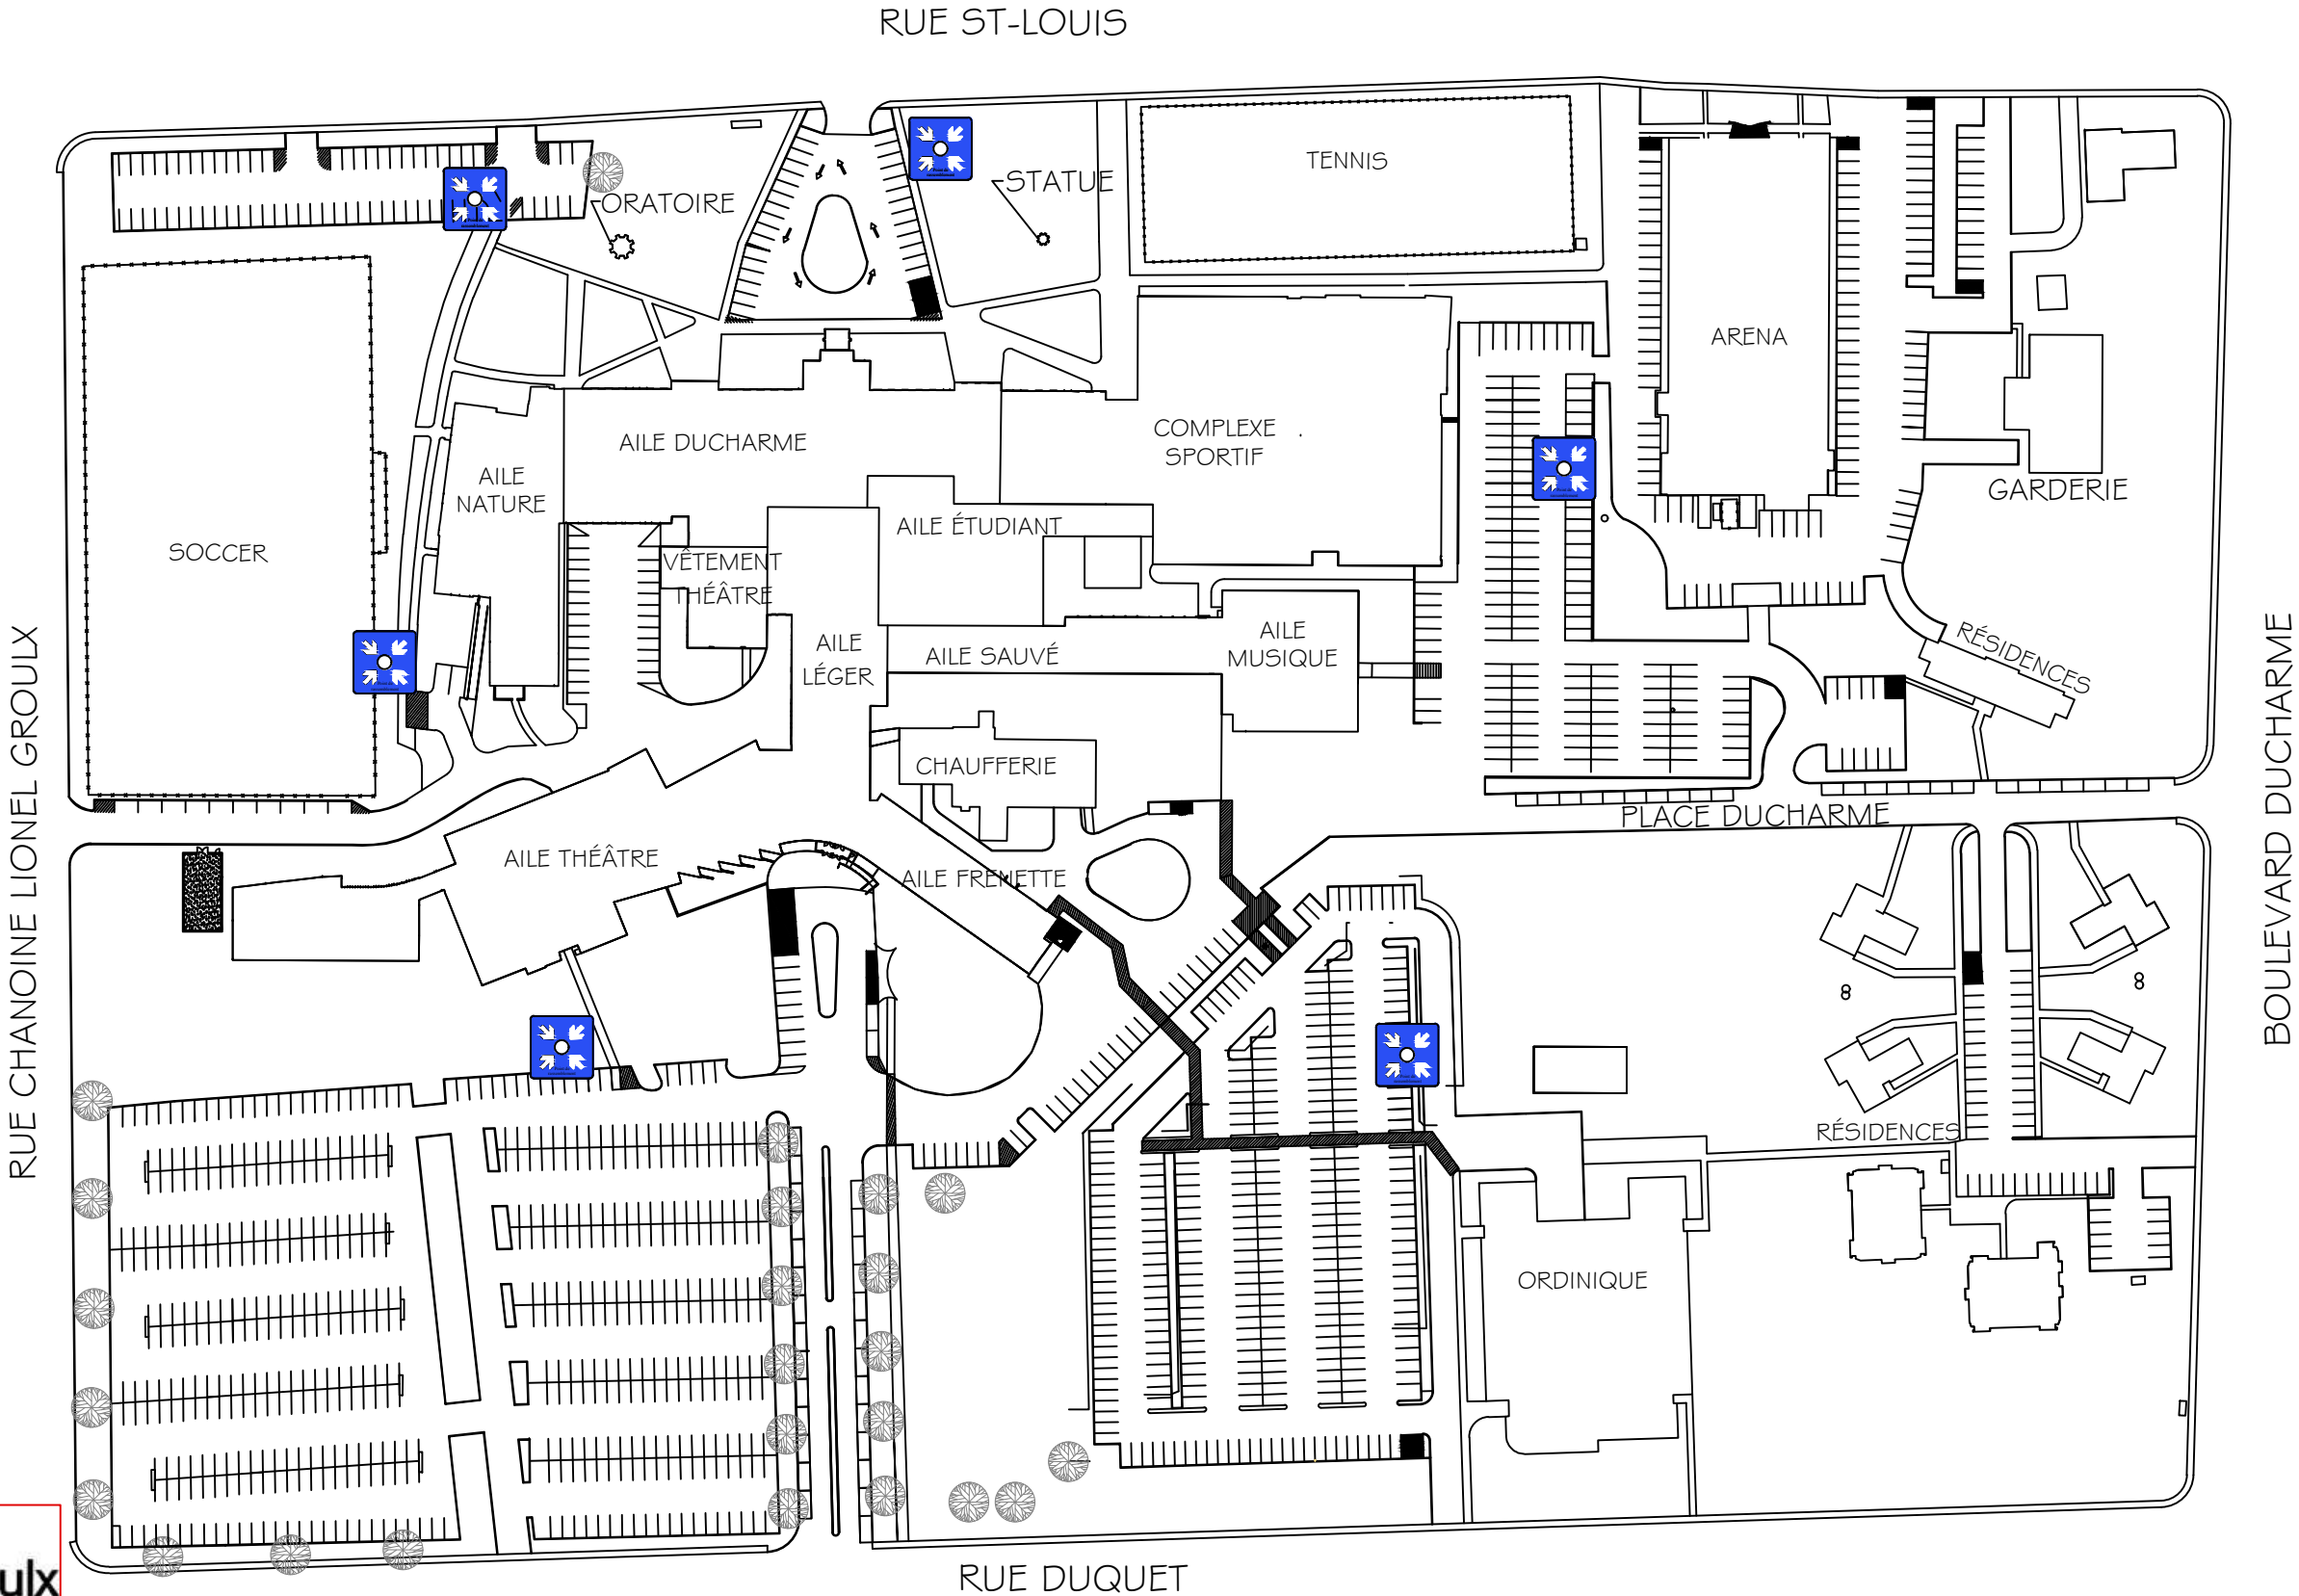 RUE ST-LOUIS
TENNIS
STATUE
ORATOIRE
ARENA
AILE DUCHARME
COMPLEXE
SPORTIF
AILE
NATURE
GARDERIE
AILE ÉTUDIANT
SOCCER
VÊTEMENT
THÉÂTRE
AILE
LÉGER
AILE SAUVÉ
AILE
MUSIQUE
RÉSIDENCES
RUE CHANOINE LIONEL GROULX
BOULEVARD DUCHARME
CHAUFFERIE
PLACE DUCHARME
AILE THÉÂTRE
AILE FRENETTE
RÉSIDENCES
ORDINIQUE
ulx
RUE DUQUET